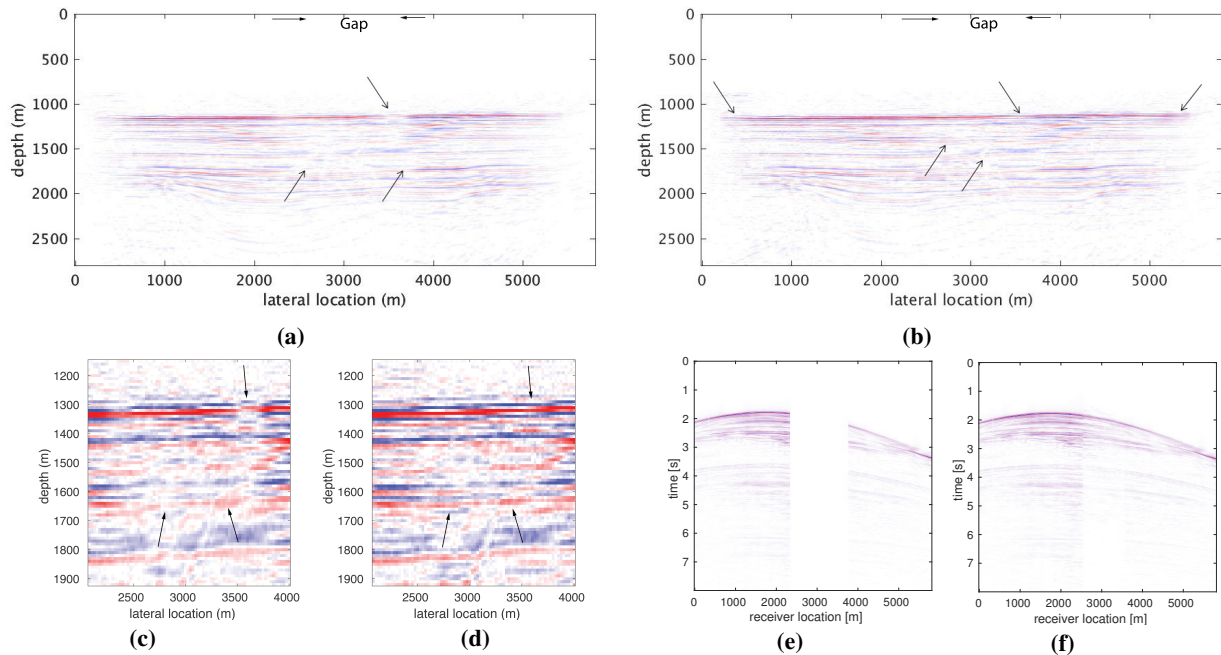 Gap
0
500
1000
1500
2000
2500
depth (m)
0 1000 2000 3000 4000 5000
lateral location (m)
(a)
Gap
0
500
1000
1500
2000
2500
depth (m)
0 1000 2000 3000 4000 5000
lateral location (m)
(b)
1200
1300
1400
1500
1600
1700
1800
1900
depth (m)
2500 3000 3500 4000
lateral location (m)
(c)
1200
1300
1400
1500
1600
1700
1800
1900
depth (m)
2500 3000 3500 4000
lateral location (m)
(d)
0
1
2
3
4
5
6
7
time [s]
0 1000 2000 3000 4000 5000
receiver location [m]
(e)
0
1
2
3
4
5
6
7
time [s]
0 1000 2000 3000 4000 5000
receiver location [m]
(f)